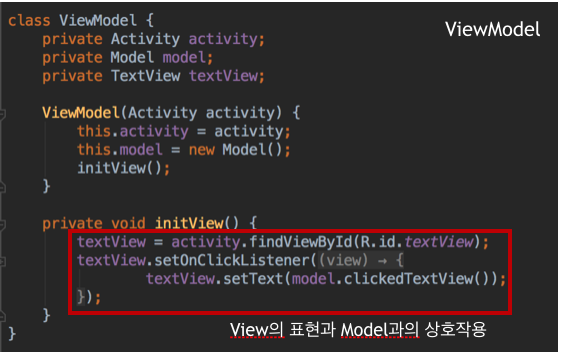 ViewModel
class ViewModel {
    private Activity activity;
    private Model model;
    private TextView textView;
    ViewModel(Activity activity) {
        this.activity = activity;
        this.model = new Model();
        initView();
    }
    private void initView() {
        textView = activity.findViewById(R.id.textView);
        textView.setOnClickListener((view) → {
                textView.setText(model.clickedTextView());
        });
    }
}
View의 표현과 Model과의 상호작용